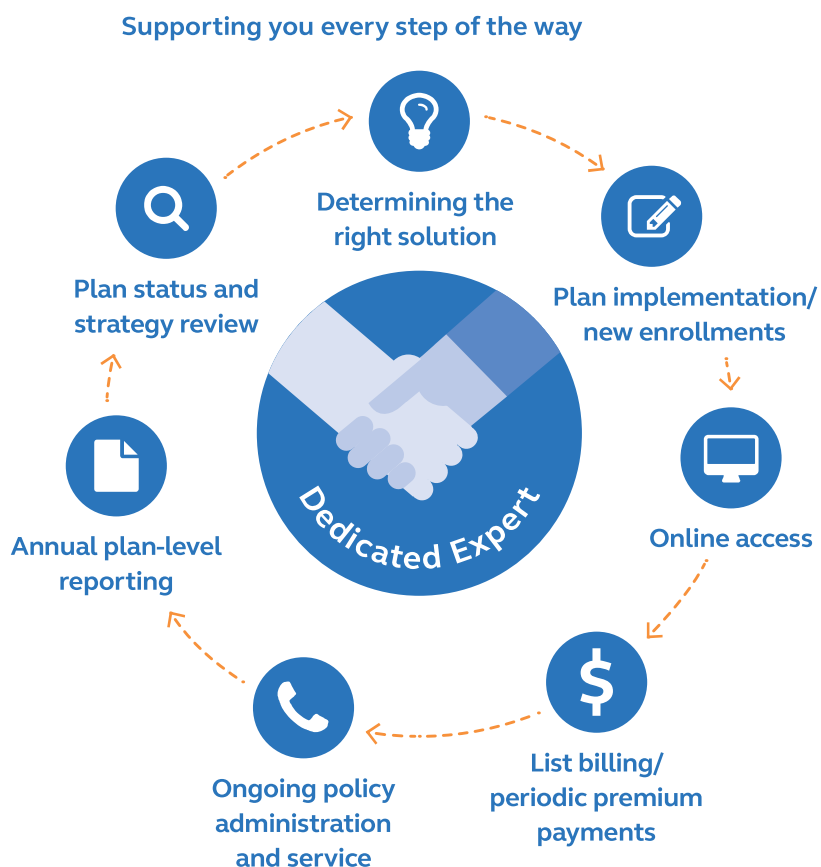 Supporting you every step of the way
Determining the
right solution
Plan implementation/
new enrollments
Online access
List billing/
periodic premium
payments
Ongoing policy
administration
and service
Annual plan-level
reporting
Plan status and
strategy review
Dedicated Expert